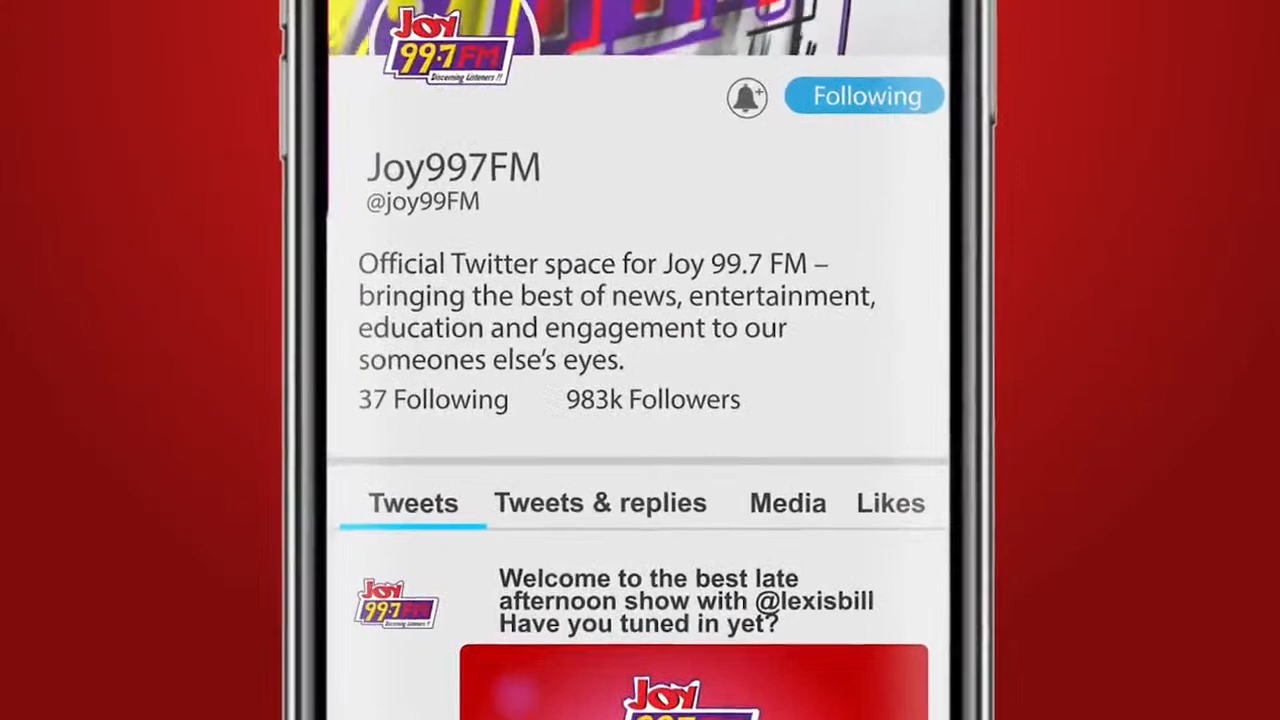 JOY
99.7 FM
Discerning Listeners !!
Following
Joy997FM
@joy99FM
Official Twitter space for Joy 99.7 FM –
bringing the best of news, entertainment,
education and engagement to our
someones else’s eyes.
37 Following 983k Followers
Tweets Tweets & replies Media Likes
Welcome to the best late
afternoon show with @lexisbill
Have you tuned in yet?
JOY
99.7 FM
Discerning Listeners !!
JOY